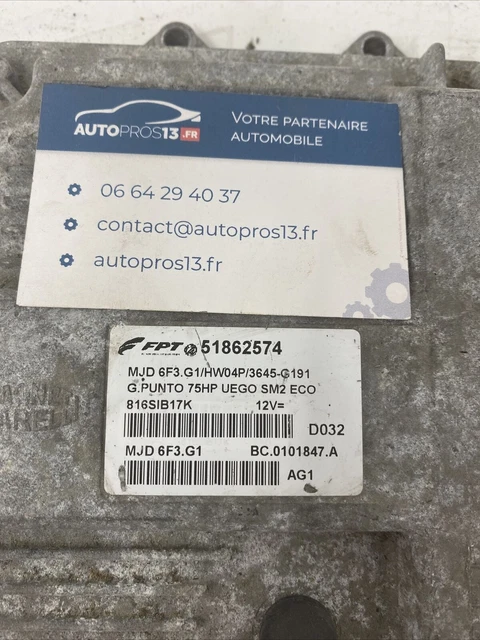 AUTOPROS13.FR
VOTRE PARTENAIRE
AUTOMOBILE
06 64 29 40 37
contact@autopros13.fr
autopros13.fr
FPT 51862574
MJD 6F3.G1/HW04P/3645-G191
G.PUNTO 75HP UEGO SM2 ECO
816SIB17K 12V=
D032
MJD 6F3.G1 BC.0101847.A
AG1